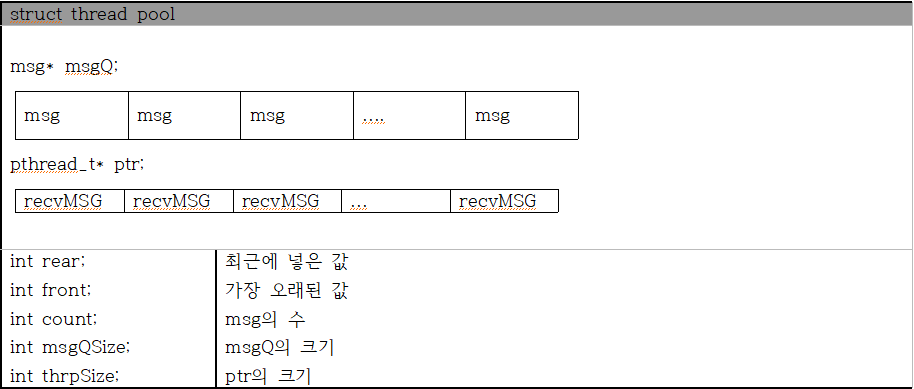 struct thread pool
msg* msgQ;
msg msg msg .... msg
pthread_t* ptr;
recvMSG recvMSG recvMSG ... recvMSG
int rear; 최근에 넣은 값
int front; 가장 오래된 값
int count; msg의 수
int msgQSize; msgQ의 크기
int thrpSize; ptr의 크기